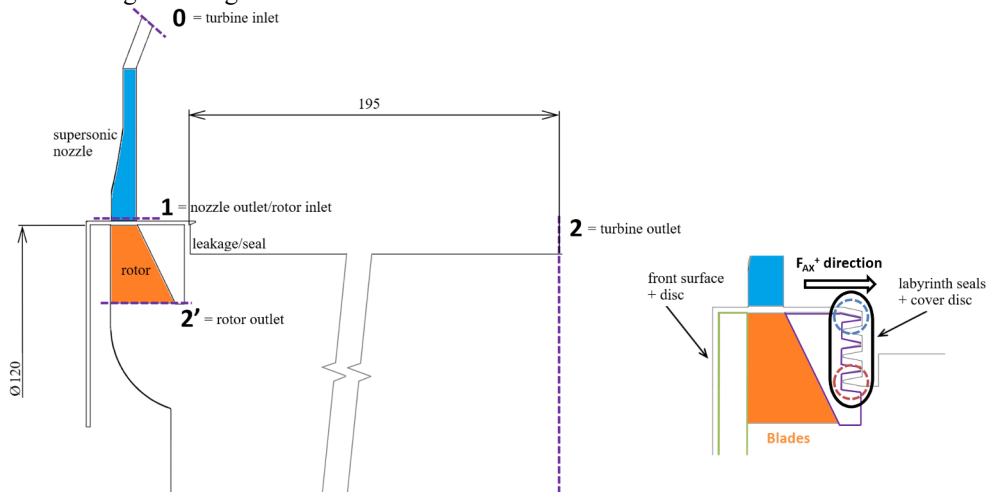 0 = turbine inlet
195
supersonic
nozzle
1 = nozzle outlet/rotor inlet
leakage/seal
2 = turbine outlet
rotor
2’ = rotor outlet
Ø120
FAX+ direction
front surface
+ disc
labyrinth seals
+ cover disc
Blades